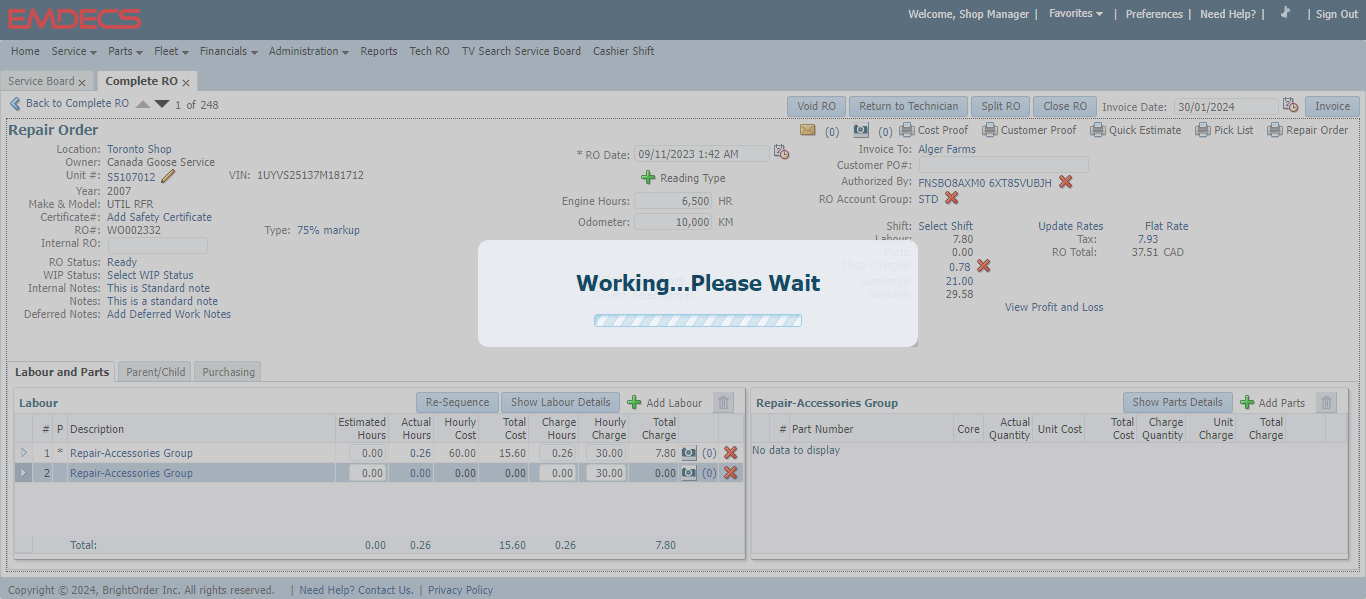 EMDECS
Welcome, Shop Manager | Favorites | Preferences | Need Help? | | Sign Out
Home Service Parts Fleet Financials Administration Reports Tech RO TV Search Service Board Cashier Shift
Service Board x Complete RO x
Back to Complete RO 1 of 248 Void RO Return to Technician Split RO Close RO Invoice Date: 30/01/2024 Invoice
Repair Order (0) (0) Cost Proof Customer Proof Quick Estimate Pick List Repair Order
Location: Toronto Shop * RO Date: 09/11/2023 1:42 AM Invoice To: Alger Farms
Owner: Canada Goose Service Customer PO#:
Unit #: S5107012 VIN: 1UYVS25137M181712 Reading Type Authorized By: FNSBO8AXM0 6XT85VUBJH
Year: 2007
Make & Model: UTIL RFR Engine Hours: 6,500 HR RO Account Group: STD
Certificate#: Add Safety Certificate Odometer: 10,000 KM
RO#: WO002332 Type: 75% markup Shift: Select Shift Update Rates Flat Rate
Internal RO: Labour: 7.80 Tax: 7.93
Parts: 0.00 RO Total: 37.51 CAD
RO Status: Ready Shop Charges: 0.78
WIP Status: Select WIP Status Surcharge: 21.00
Internal Notes: This is Standard note Subtotal: 29.58
Notes: This is a standard note View Profit and Loss
Deferred Notes: Add Deferred Work Notes
Working...Please Wait
Labour and Parts Parent/Child Purchasing
Labour Re-Sequence Show Labour Details Add Labour
# P Description Estimated Hours Actual Hours Hourly Cost Total Cost Charge Hours Hourly Charge Total Charge
1 * Repair-Accessories Group 0.00 0.26 60.00 15.60 0.26 30.00 7.80 (0)
2 Repair-Accessories Group 0.00 0.00 0.00 0.00 0.00 30.00 0.00 (0)
Total: 0.00 0.26 15.60 0.26 7.80
Repair-Accessories Group Show Parts Details Add Parts
# Part Number Core Actual Quantity Unit Cost Total Cost Charge Quantity Unit Charge Total Charge
No data to display
Copyright © 2024, BrightOrder Inc. All rights reserved. | Need Help? Contact Us. | Privacy Policy